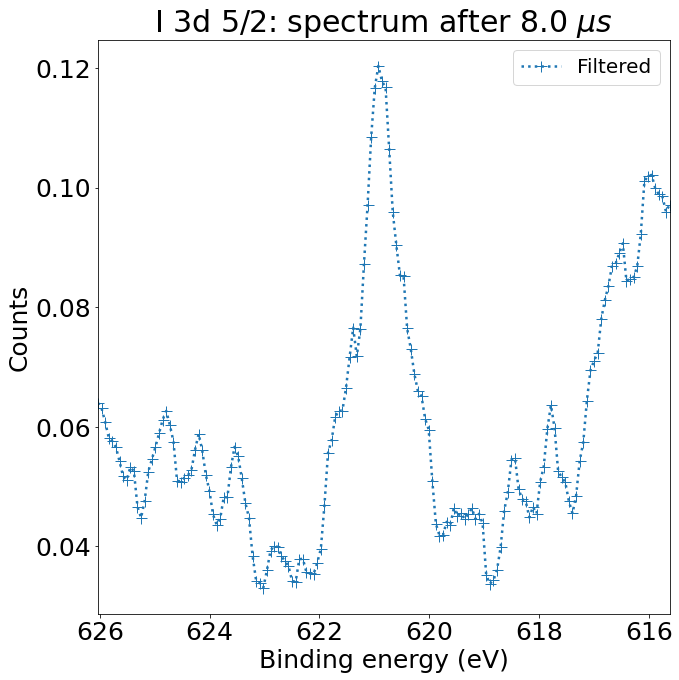 I 3d 5/2: spectrum after 8.0 μs
Filtered
0.12
0.10
0.08
0.06
0.04
Counts
626 624 622 620 618 616
Binding energy (eV)